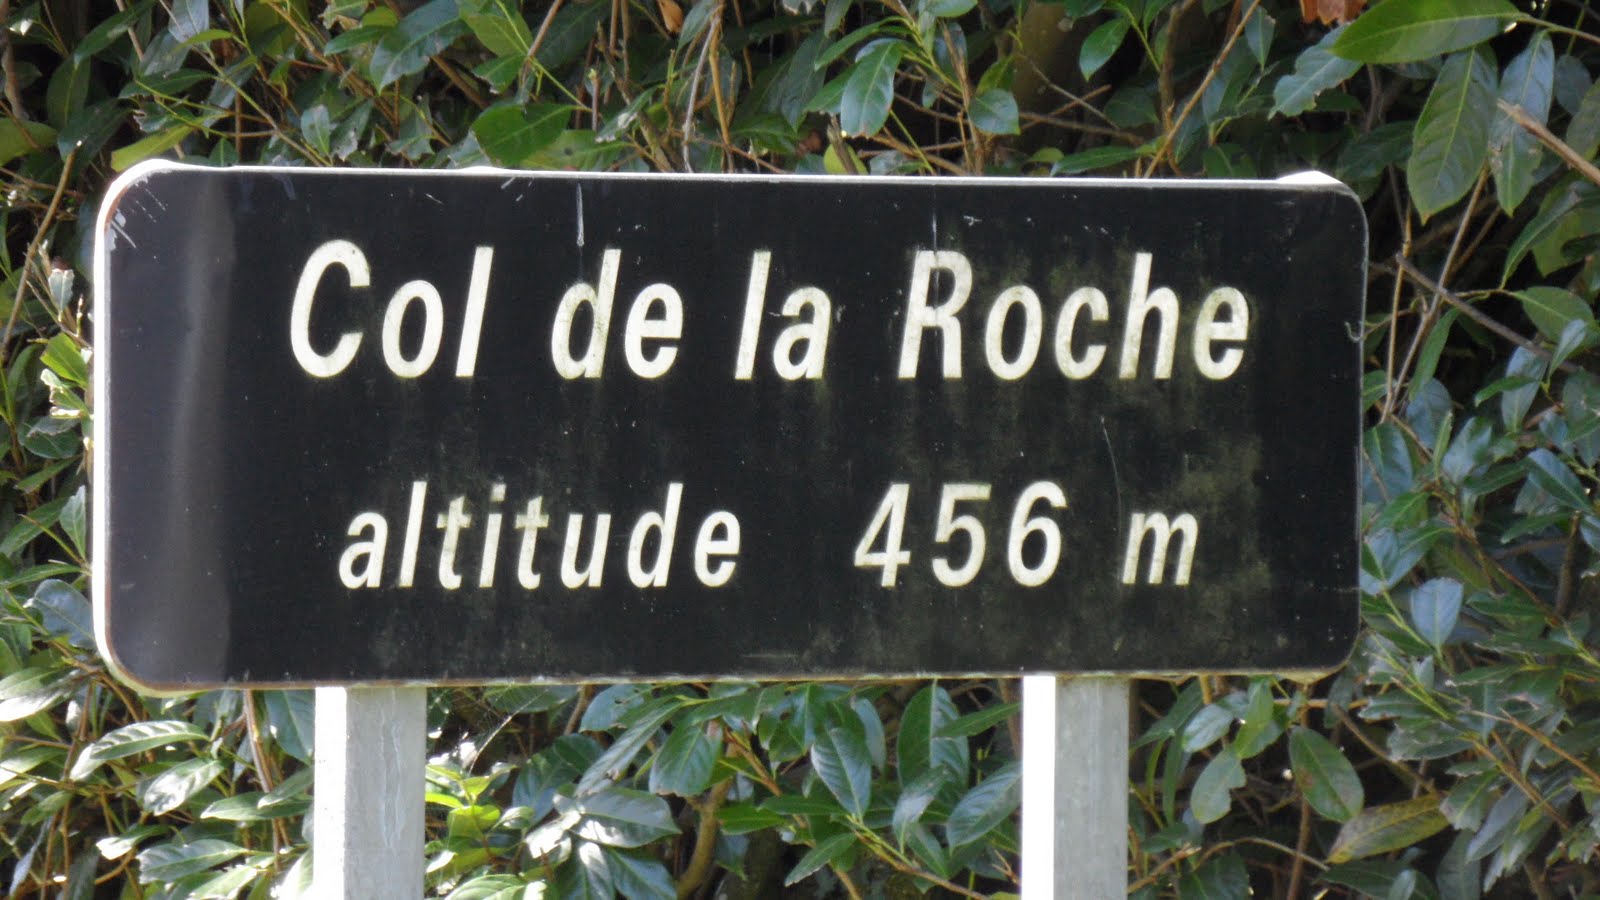 Col de la Roche
altitude 456 m